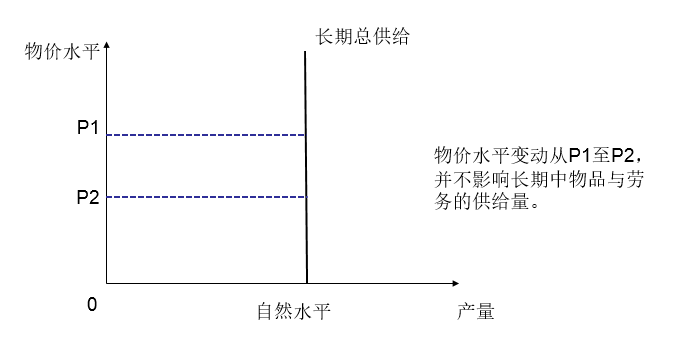 长期总供给
物价水平
P1
P2
物价水平变动从P1至P2，
并不影响长期中物品与劳
务的供给量。
0
自然水平
产量